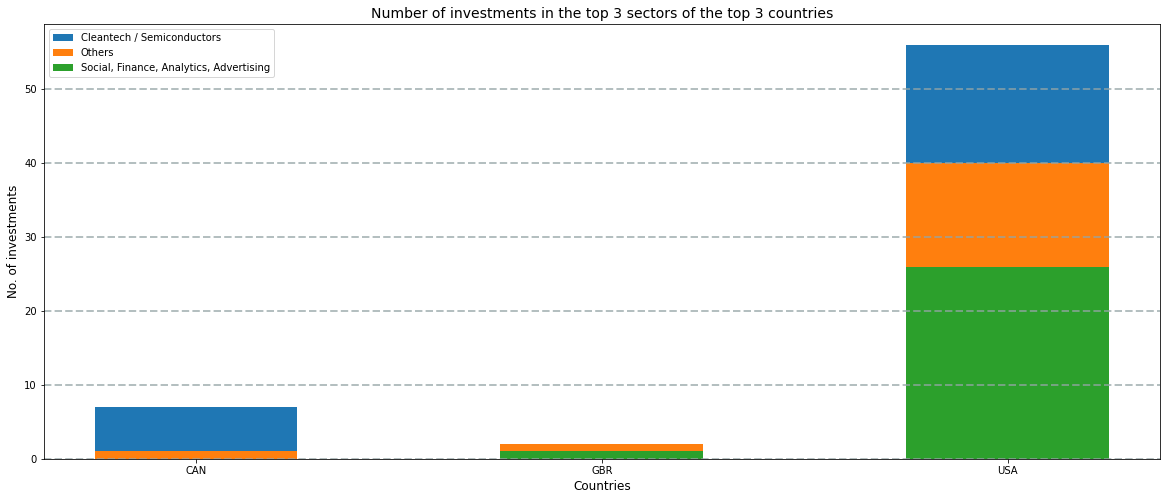 Number of investments in the top 3 sectors of the top 3 countries
Cleantech / Semiconductors
Others
Social, Finance, Analytics, Advertising
No. of investments
50
40
30
20
10
0
CAN GBR USA
Countries